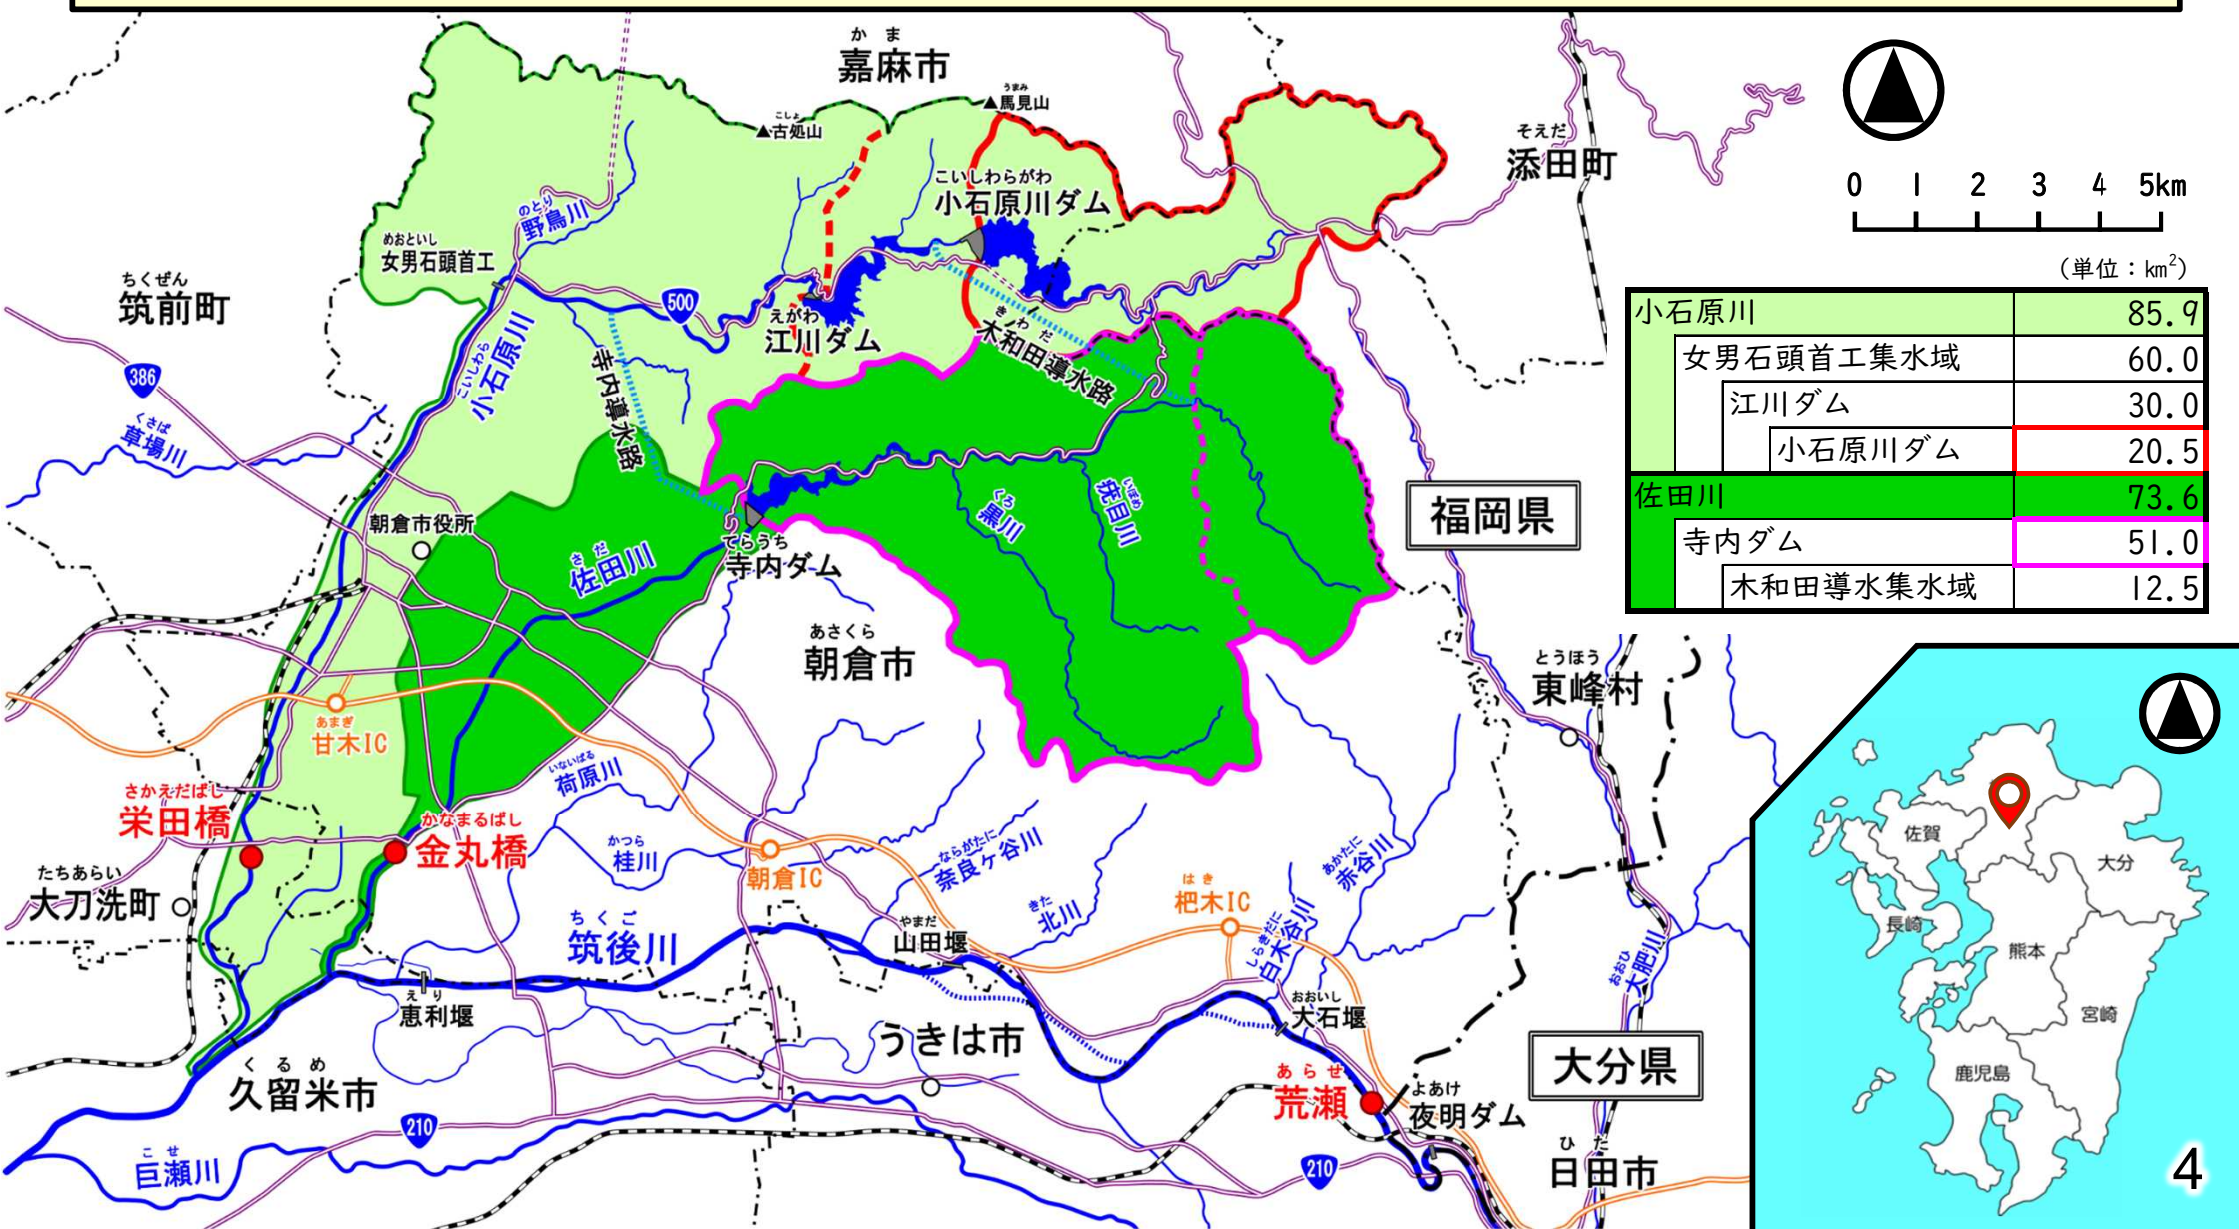 かま
嘉麻市
うまみ
▲馬見山
こしょ
▲古処山
そえだ
添田町
こいしわらがわ
小石原川ダム
のとり
野鳥川
めおといし
女男石頭首工
ちくぜん
筑前町
500
えがわ
江川ダム
きわだ
木和田導水路
こいしわら
小石原川
寺内導水路
386
くさば
草場川
朝倉市役所
さだ
佐田川
てらうち
寺内ダム
くろ
黒川
いぼめ
疣目川
福岡県
あさくら
朝倉市
とうほう
東峰村
あまぎ
甘木IC
いないばる
荷原川
さかえだばし
栄田橋
かなまるばし
金丸橋
かつら
桂川
朝倉IC
ならがたに
奈良ヶ谷川
あかたに
赤谷川
たちあらい
大刀洗町
ちくご
筑後川
やまだ
山田堰
きた
北川
はき
杷木IC
しらきだに
白木谷川
おおひ
大肥川
えり
恵利堰
おおいし
大石堰
うきは市
大分県
くるめ
久留米市
あらせ
荒瀬
よあけ
夜明ダム
210
こせ
巨瀬川
210
ひた
日田市
0 1 2 3 4 5km
(単位：km²)
小石原川 85.9
女男石頭首工集水域 60.0
江川ダム 30.0
小石原川ダム 20.5
佐田川 73.6
寺内ダム 51.0
木和田導水集水域 12.5
佐賀
大分
長崎
熊本
宮崎
鹿児島
4